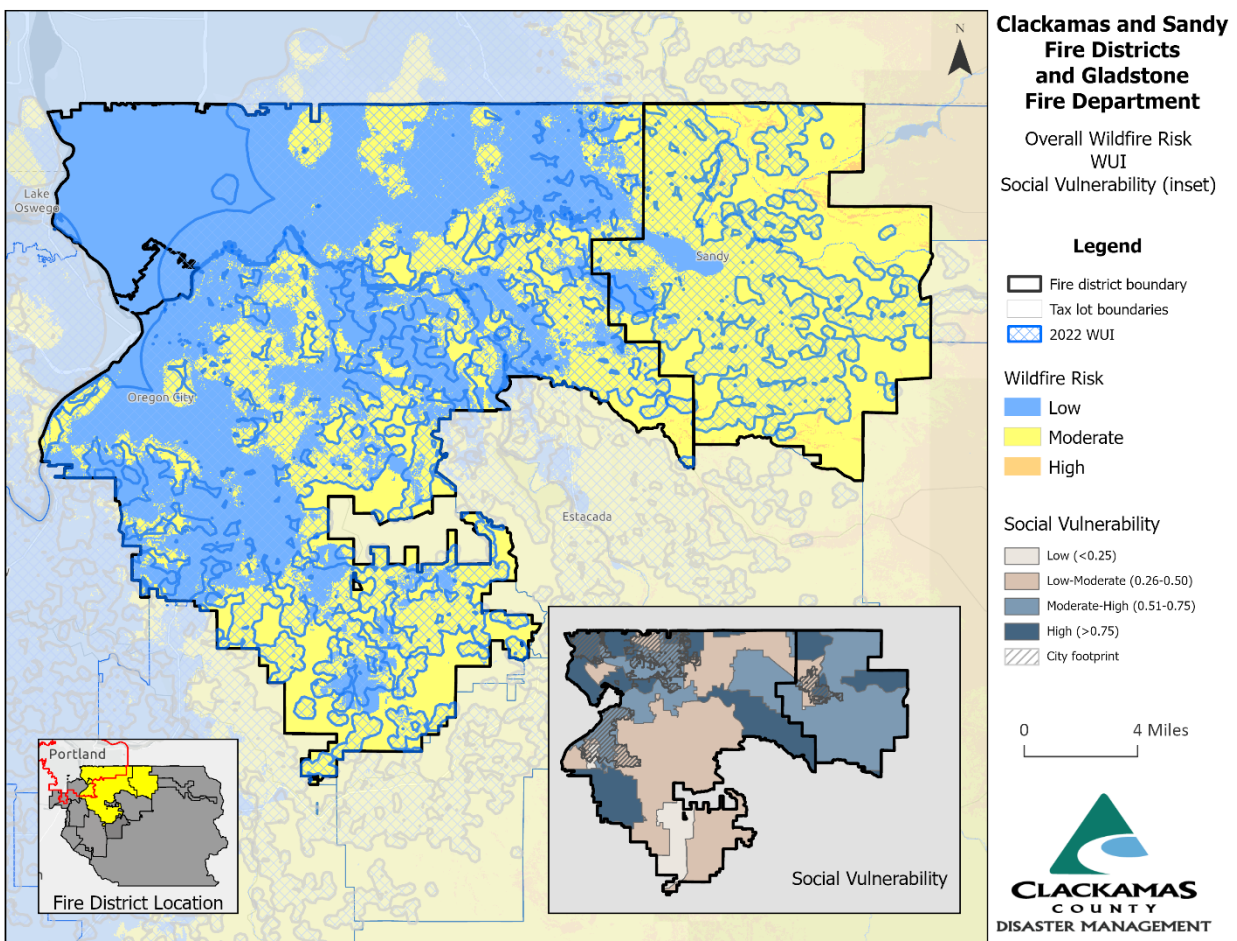 Clackamas and Sandy
Fire Districts
and Gladstone
Fire Department
Overall Wildfire Risk
WUI
Social Vulnerability (inset)
N
Lake
Oswego
Sandy
Oregon City
Estacada
Legend
Fire district boundary
Tax lot boundaries
2022 WUI
Wildfire Risk
Low
Moderate
High
Social Vulnerability
Low (<0.25)
Low-Moderate (0.26-0.50)
Moderate-High (0.51-0.75)
High (>0.75)
City footprint
0 4 Miles
Portland
Fire District Location
Social Vulnerability
CLACKAMAS
COUNTY
DISASTER MANAGEMENT